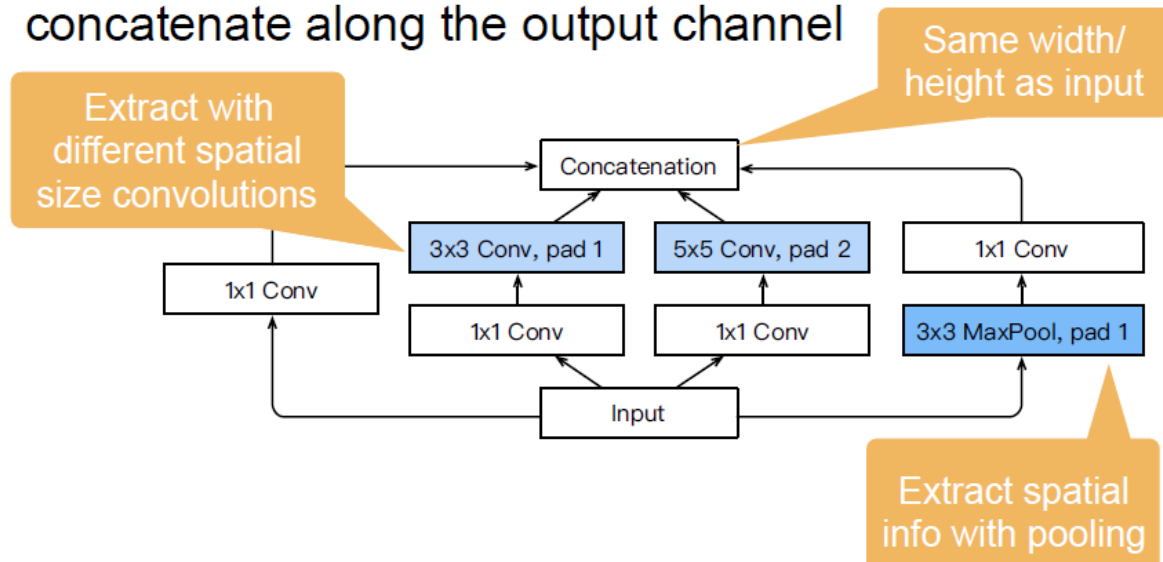 concatenate along the output channel
Same width/
height as input
Extract with
different spatial
size convolutions
Concatenation
3x3 Conv, pad 1
5x5 Conv, pad 2
1x1 Conv
1x1 Conv
1x1 Conv
1x1 Conv
3x3 MaxPool, pad 1
Input
Extract spatial
info with pooling